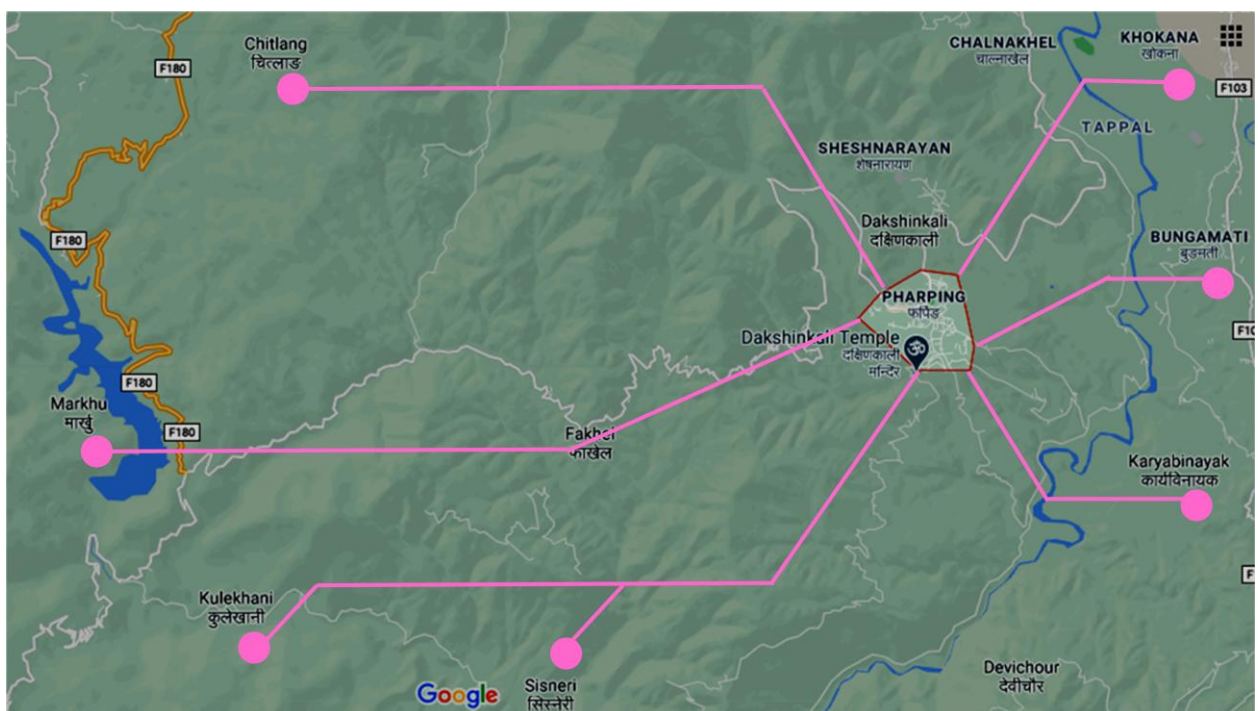 Chitlang
चित्लाङ
F180
CHALNAKHEL
चाल्नाखेल
KHOKANA
खोकना
F103
TAPPAL
SHESHNARAYAN
शेषनारायण
Dakshinkali
दक्षिणकाली
F180
BUNGAMATI
बुङमती
PHARPING
फर्पिङ
Dakshinkali Temple
दक्षिणकाली
मन्दिर
F10
F180
Markhu
मार्खु
F180
Fakhel
फाखेल
Karyabinayak
कार्यविनायक
Kulekhani
कुलेखानी
F
Devichour
देवीचौर
Google
Sisneri
सिस्नेरी